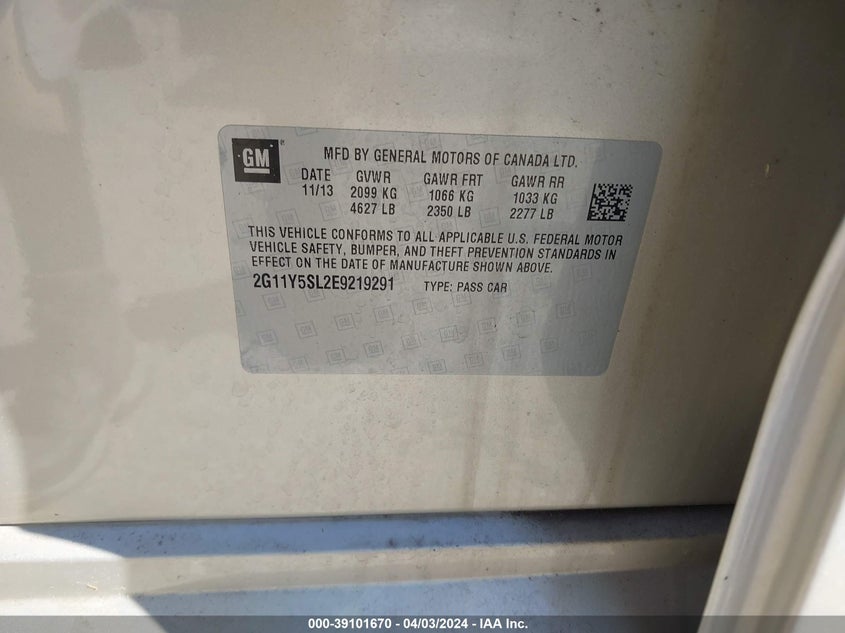 GM
MFD BY GENERAL MOTORS OF CANADA LTD.
DATE GVWR GAWR FRT GAWR RR
11/13 2099 KG 1066 KG 1033 KG
4627 LB 2350 LB 2277 LB
THIS VEHICLE CONFORMS TO ALL APPLICABLE U.S. FEDERAL MOTOR
VEHICLE SAFETY, BUMPER, AND THEFT PREVENTION STANDARDS IN
EFFECT ON THE DATE OF MANUFACTURE SHOWN ABOVE.
2G11Y5SL2E9219291 TYPE: PASS CAR
000-39101670 - 04/03/2024 - IAA Inc.